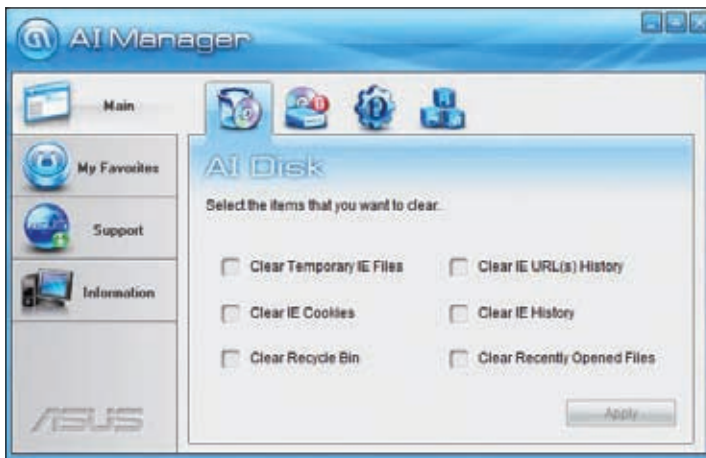 AI Manager
Main
My Favorites
Support
Information
ASUS
AI Disk
Select the items that you want to clear.
Clear Temporary IE Files
Clear IE URL(s) History
Clear IE Cookies
Clear IE History
Clear Recycle Bin
Clear Recently Opened Files
Apply